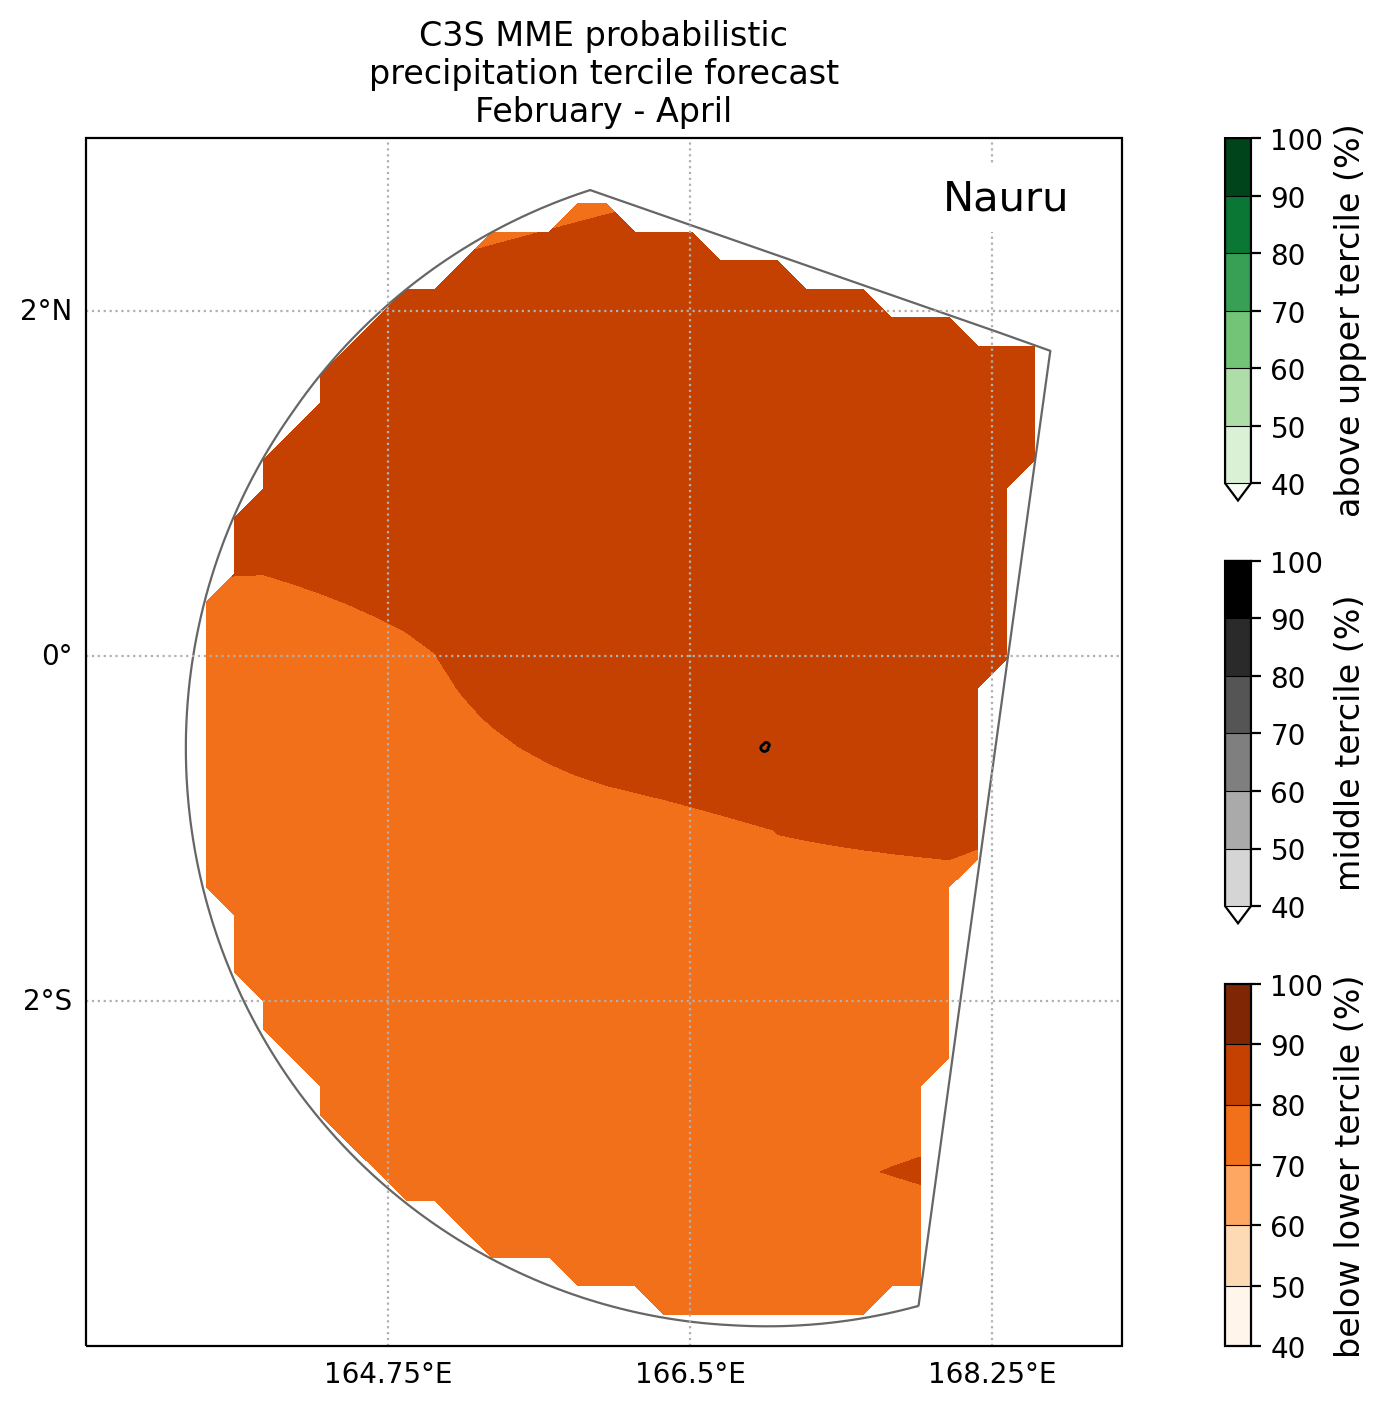 C3S MME probabilistic
precipitation tercile forecast
February - April
Nauru
2°N
0°
2°S
164.75°E
166.5°E
168.25°E
100
90
80
70
60
50
40
above upper tercile (%)
100
90
80
70
60
50
40
middle tercile (%)
100
90
80
70
60
50
40
below lower tercile (%)